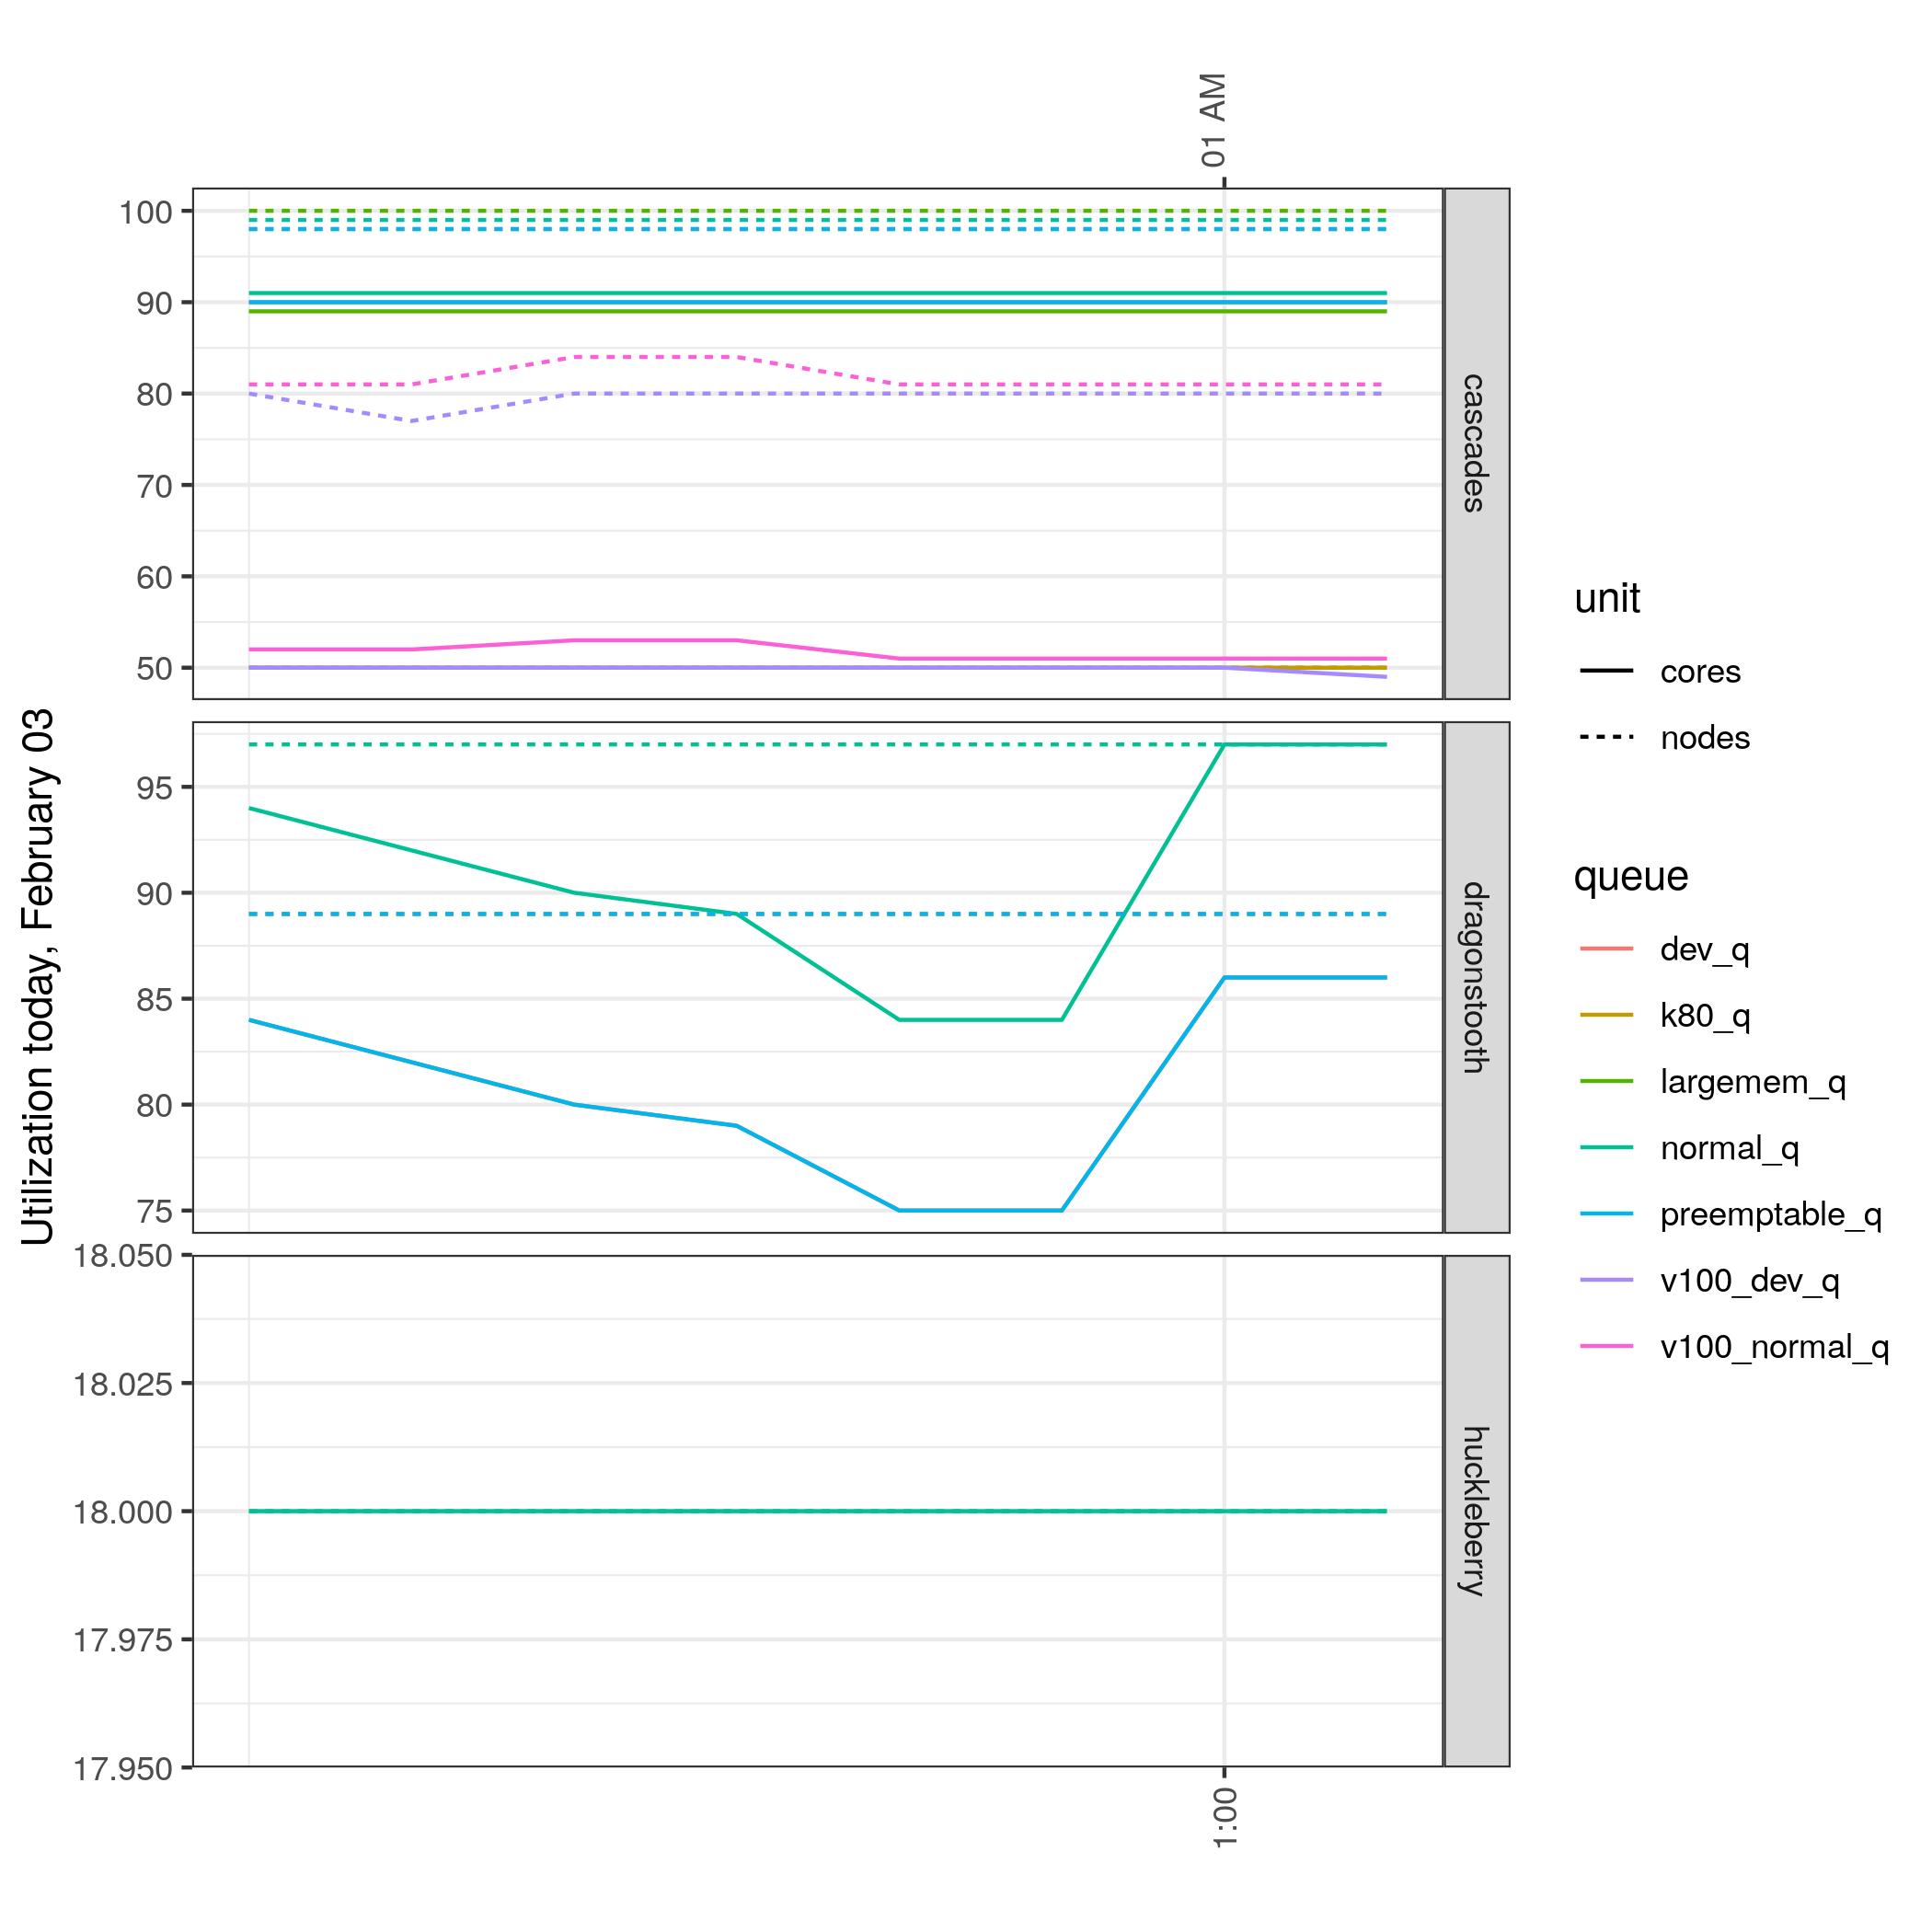 01 AM
Utilization today, February 03
100
90
80
70
60
50
cascades
95
90
85
80
75
dragonstooth
18.050
18.025
18.000
17.975
17.950
huckleberry
1:00
unit
cores
nodes
queue
dev_q
k80_q
largemem_q
normal_q
preemptable_q
v100_dev_q
v100_normal_q